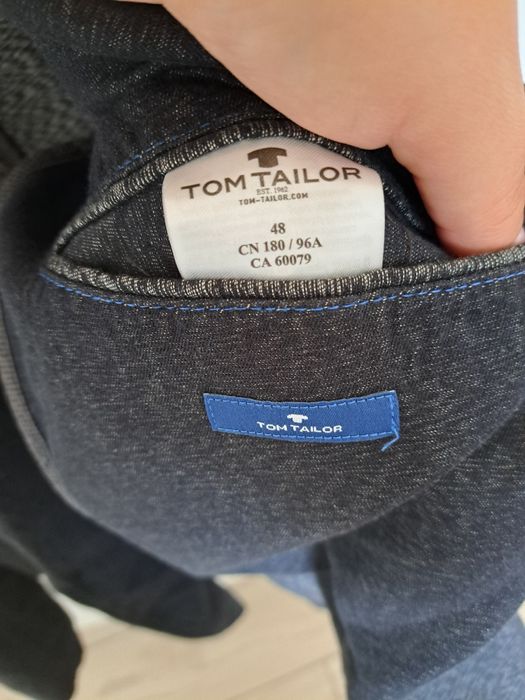 TOM TAILOR
EST. 1962
TOM-TAILOR.COM
48
CN 180 / 96A
CA 60079
TOM TAILOR